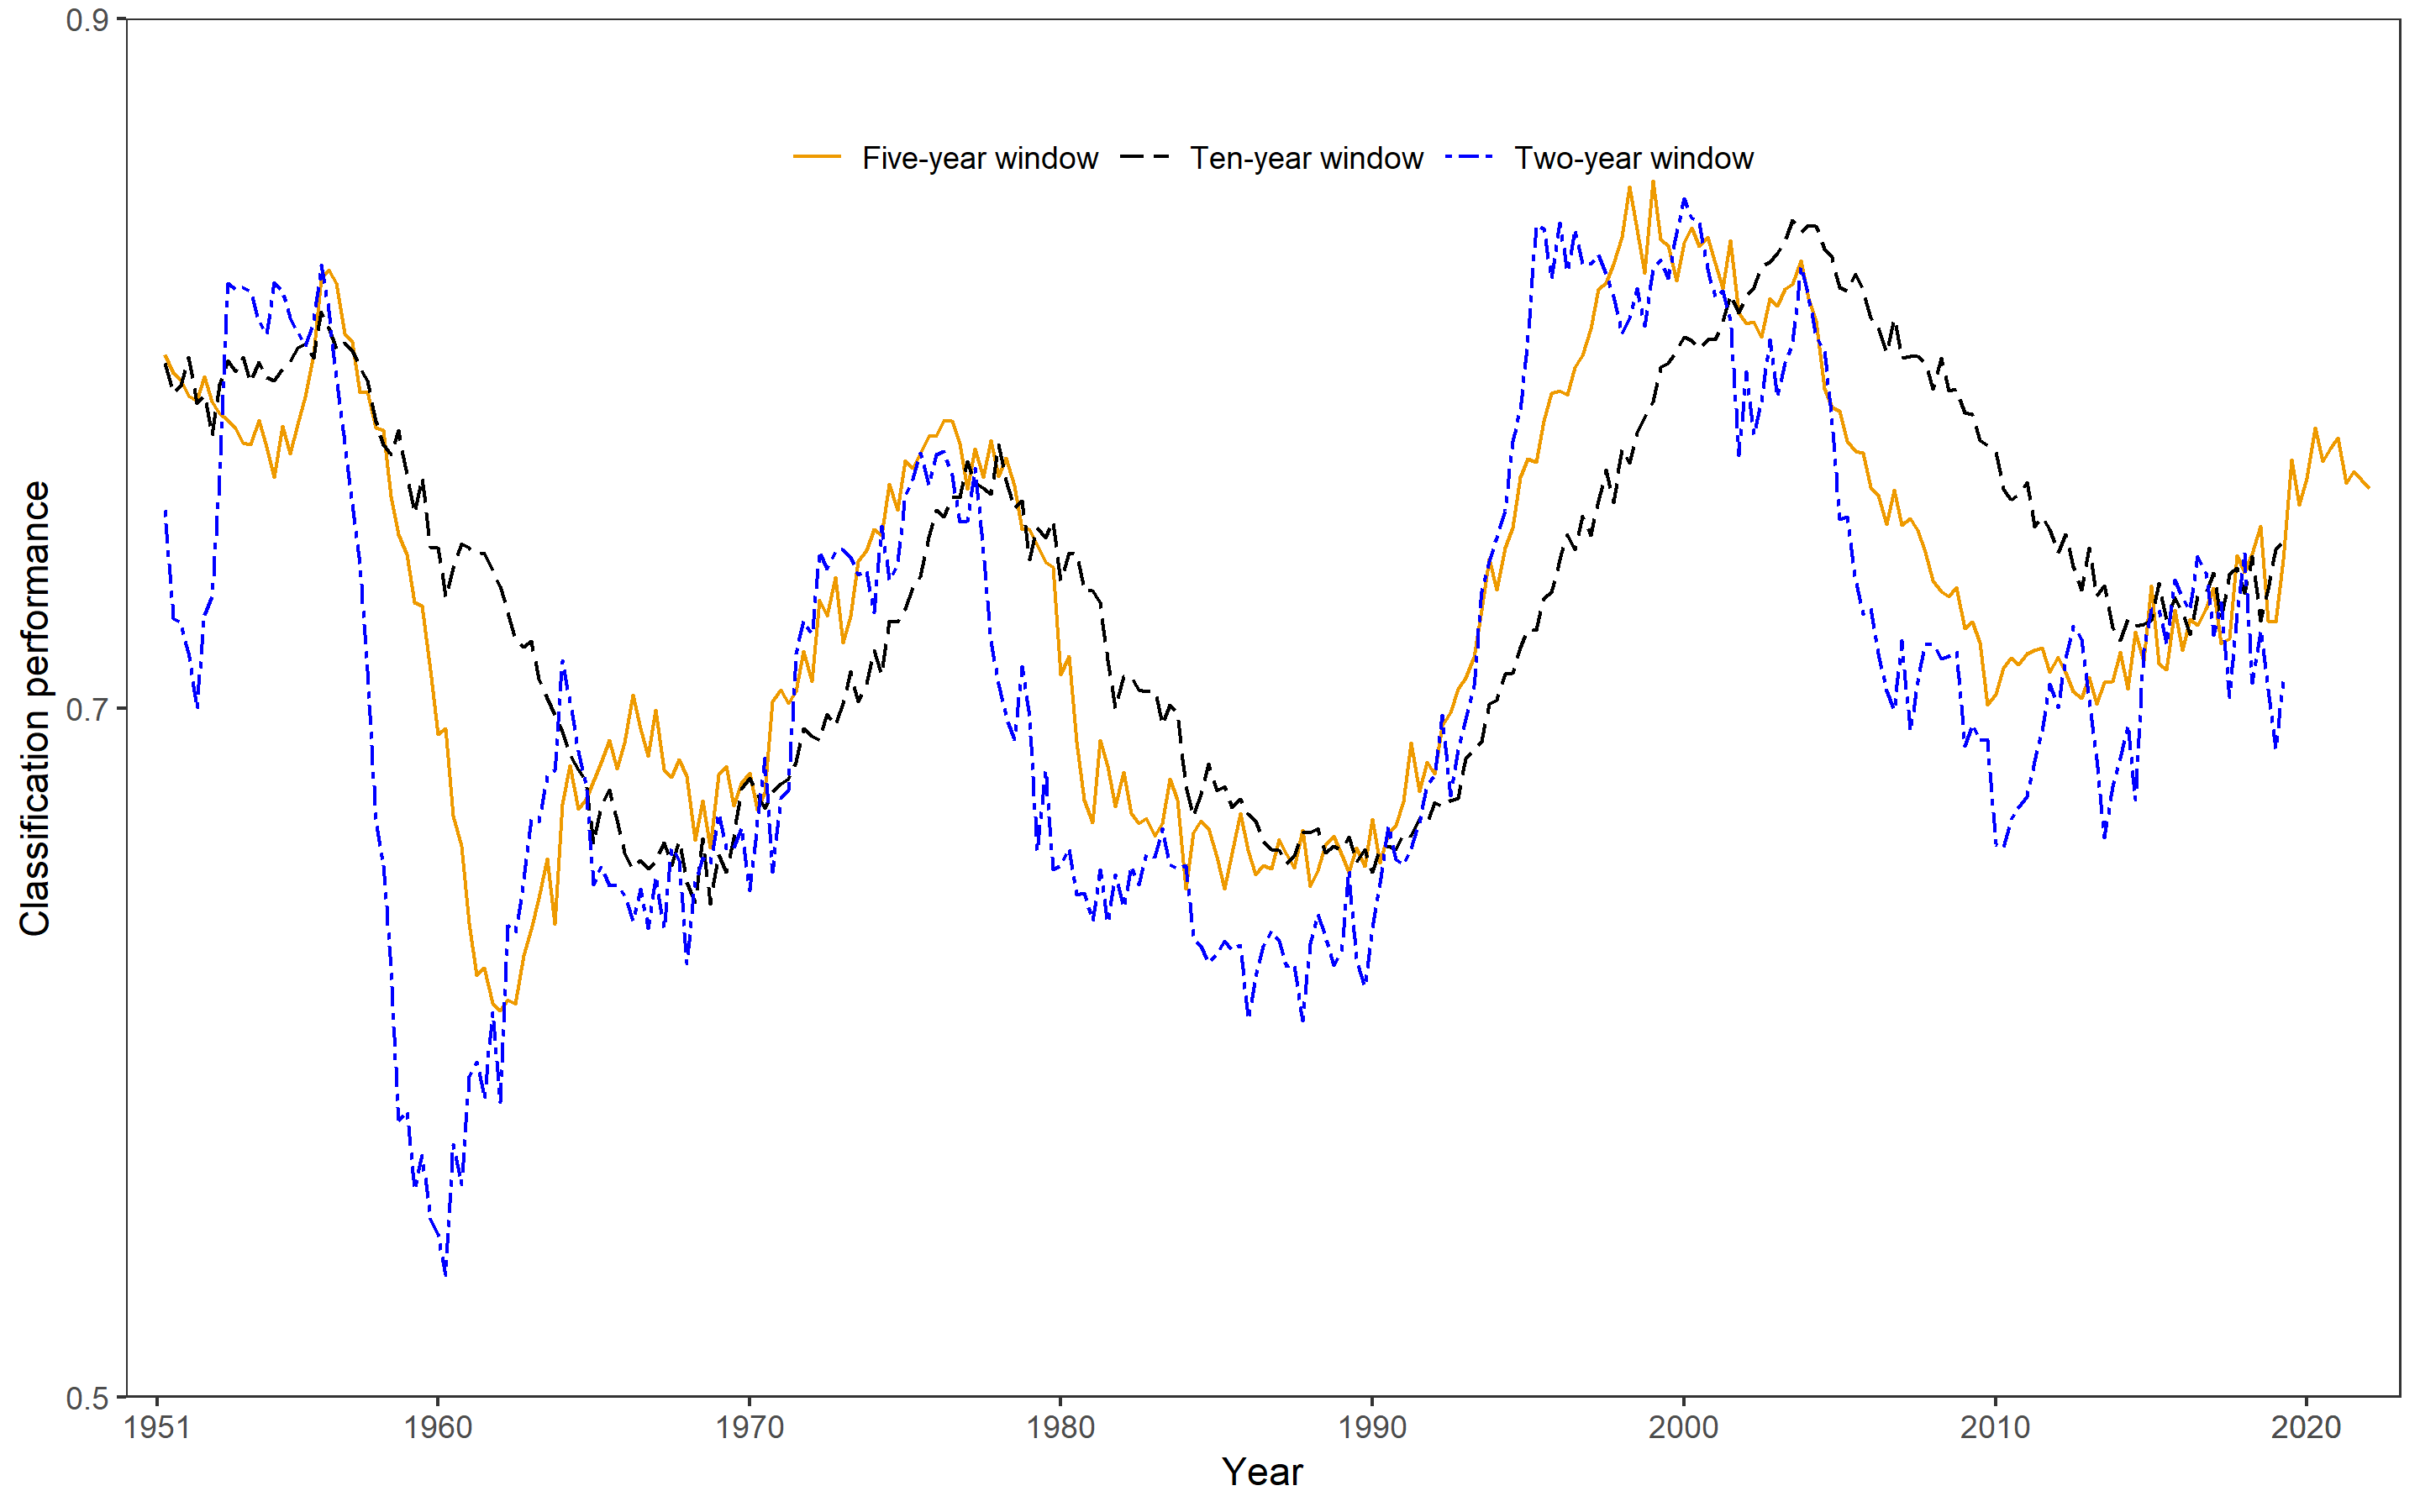 0.9
Five-year window Ten-year window Two-year window
Classification performance
0.7
0.5
1951 1960 1970 1980 1990 2000 2010 2020
Year